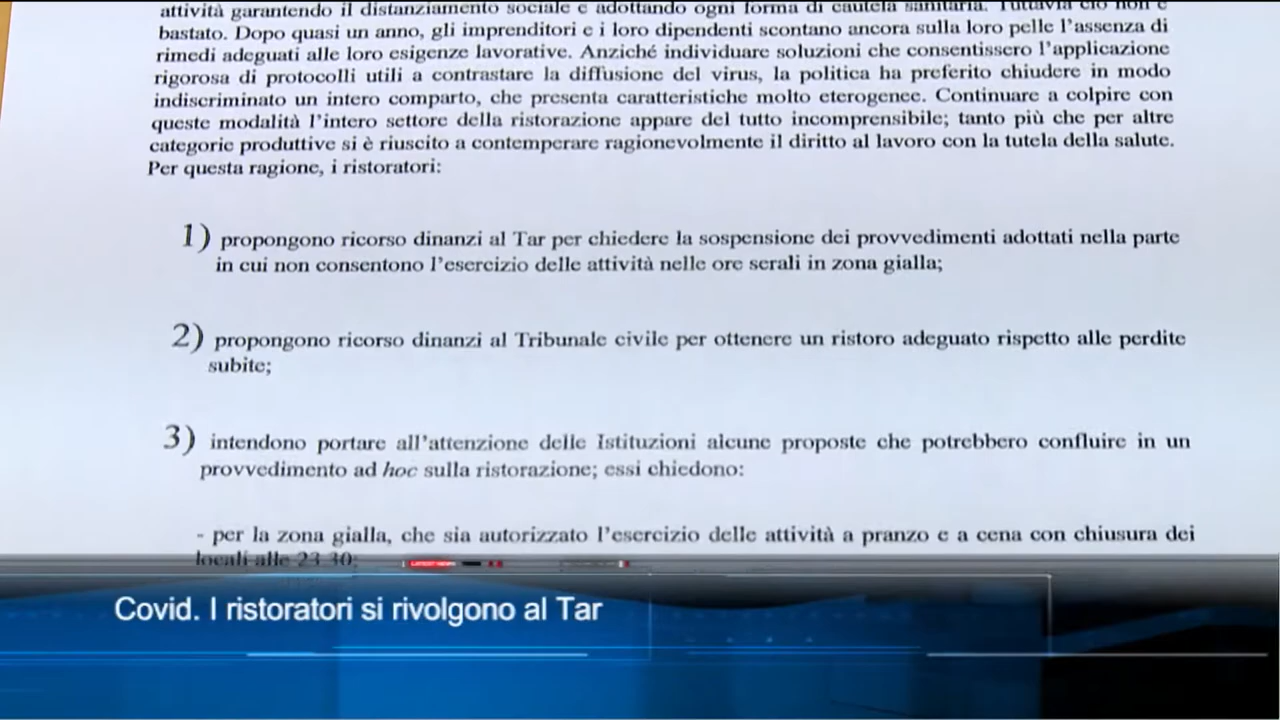 attività garantendo il distanziamento sociale e adottando ogni forma di cautela sanitaria. Tuttavia ciò non è
bastato. Dopo quasi un anno, gli imprenditori e i loro dipendenti scontano ancora sulla loro pelle l'assenza di
rimedi adeguati alle loro esigenze lavorative. Anziché individuare soluzioni che consentissero l'applicazione
rigorosa di protocolli utili a contrastare la diffusione del virus, la politica ha preferito chiudere in modo
indiscriminato un intero comparto, che presenta caratteristiche molto eterogenee. Continuare a colpire con
queste modalità l'intero settore della ristorazione appare del tutto incomprensibile; tanto più che per altre
categorie produttive si è riuscito a contemperare ragionevolmente il diritto al lavoro con la tutela della salute.
Per questa ragione, i ristoratori:
1) propongono ricorso dinanzi al Tar per chiedere la sospensione dei provvedimenti adottati nella parte
in cui non consentono l'esercizio delle attività nelle ore serali in zona gialla;
2) propongono ricorso dinanzi al Tribunale civile per ottenere un ristoro adeguato rispetto alle perdite
subite;
3) intendono portare all'attenzione delle Istituzioni alcune proposte che potrebbero confluire in un
provvedimento ad hoc sulla ristorazione; essi chiedono:
- per la zona gialla, che sia autorizzato l'esercizio delle attività a pranzo e a cena con chiusura dei
locali alle 23.30;
LATEST NEWS
Covid. I ristoratori si rivolgono al Tar